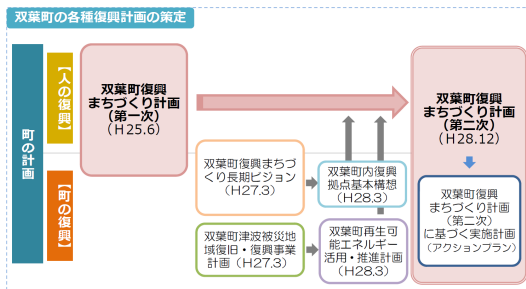 双葉町の各種復興計画の策定
町の計画
【人の復興】
【町の復興】
双葉町復興
まちづくり計画
(第一次)
(H25.6)
双葉町復興まちづ
くり長期ビジョン
(H27.3)
双葉町津波被災地
域復旧・復興事業
計画(H27.3)
双葉町内復興
拠点基本構想
(H28.3)
双葉町再生可
能エネルギー
活用・推進計画
(H28.3)
双葉町復興
まちづくり計画
(第二次)
(H28.12)
双葉町復興
まちづくり計画
(第二次)
に基づく実施計画
(アクションプラン)